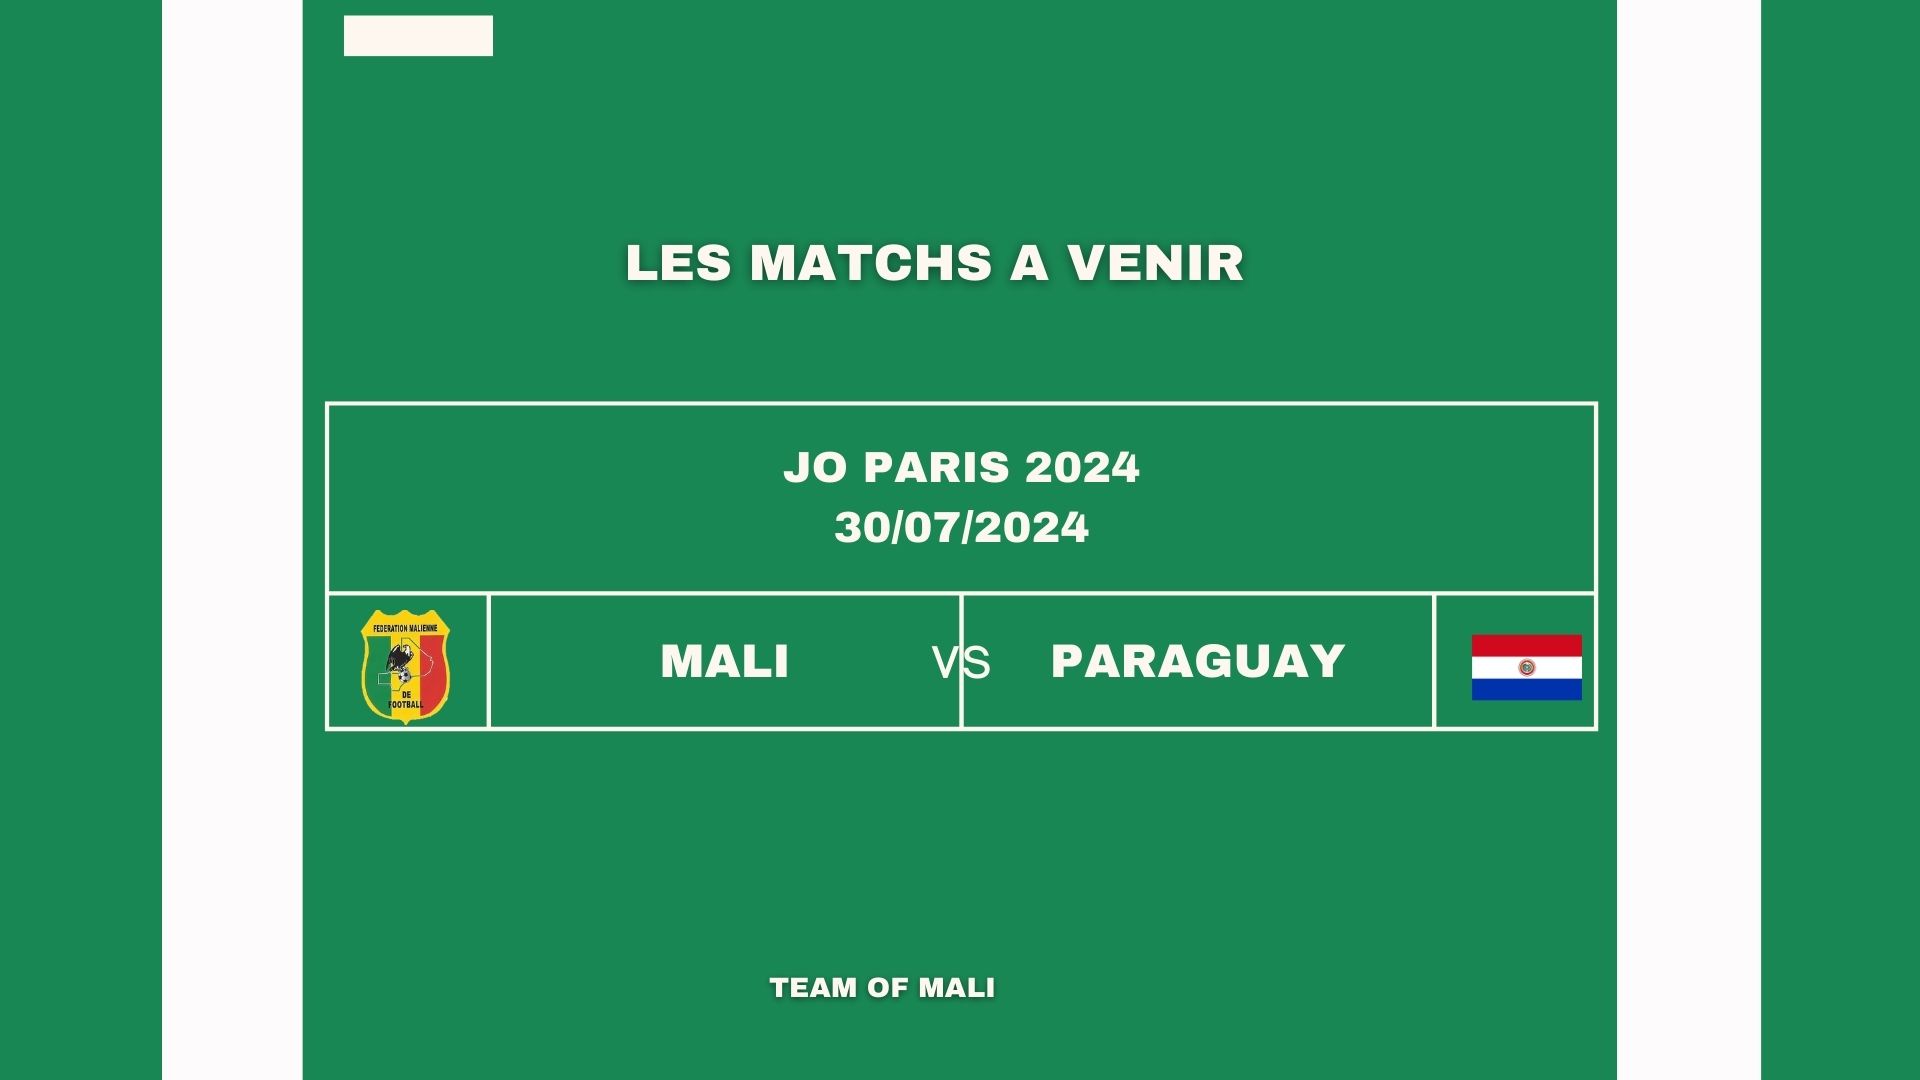 LES MATCHS A VENIR
JO PARIS 2024
30/07/2024
FEDERATION MALIENNE
DE
FOOTBALL
MALI VS PARAGUAY
TEAM OF MALI